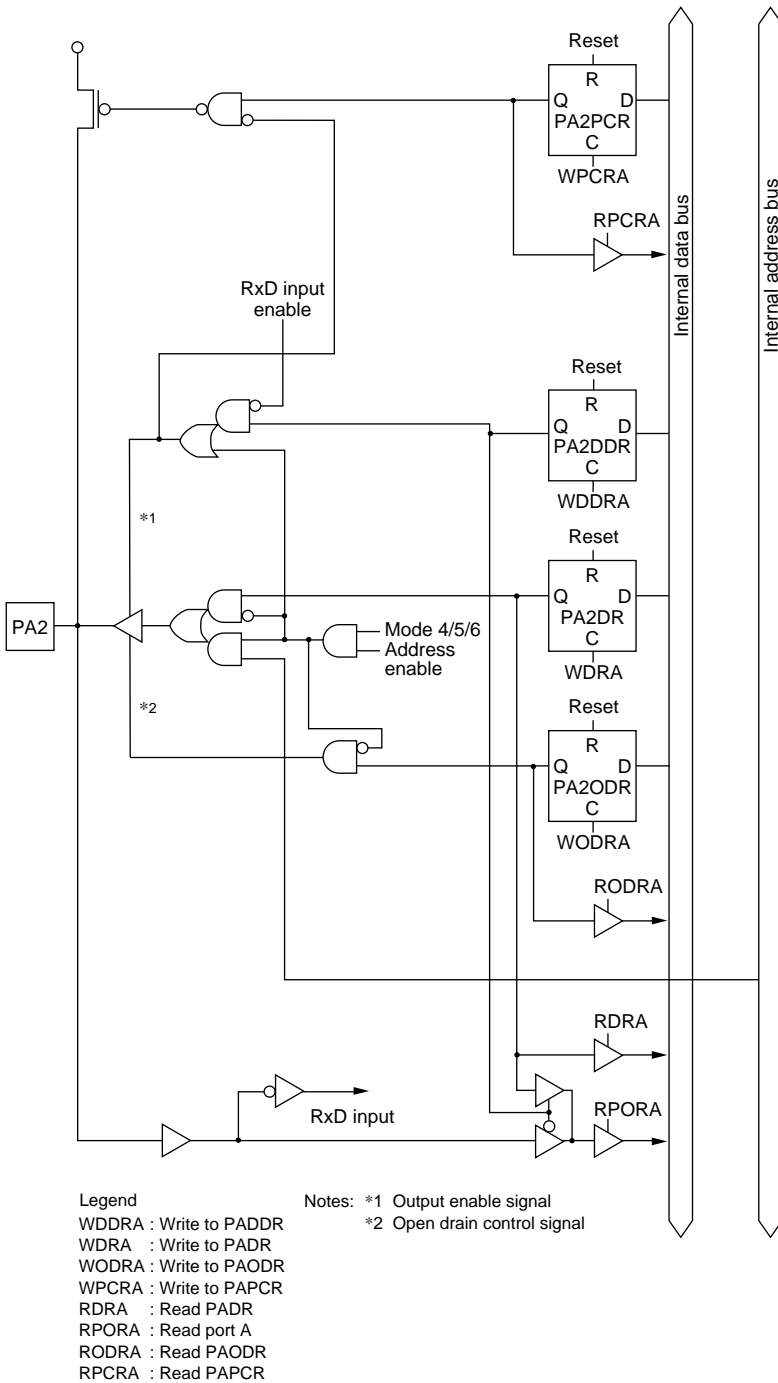 Reset
R
Q D
PA2PCR
C
WPCRA
RPCRA
Internal data bus
Internal address bus
RxD input
enable
Reset
R
Q D
PA2DDR
C
WDDRA
*1
Reset
R
Q D
PA2DR
C
WDRA
PA2
Mode 4/5/6
Address
enable
*2
Reset
R
Q D
PA2ODR
C
WODRA
RODRA
RDRA
RxD input
RPORA
Legend
WDDRA : Write to PADDR
WDRA : Write to PADR
WODRA : Write to PAODR
WPCRA : Write to PAPCR
RDRA : Read PADR
RPORA : Read port A
RODRA : Read PAODR
RPCRA : Read PAPCR
Notes: *1 Output enable signal
*2 Open drain control signal